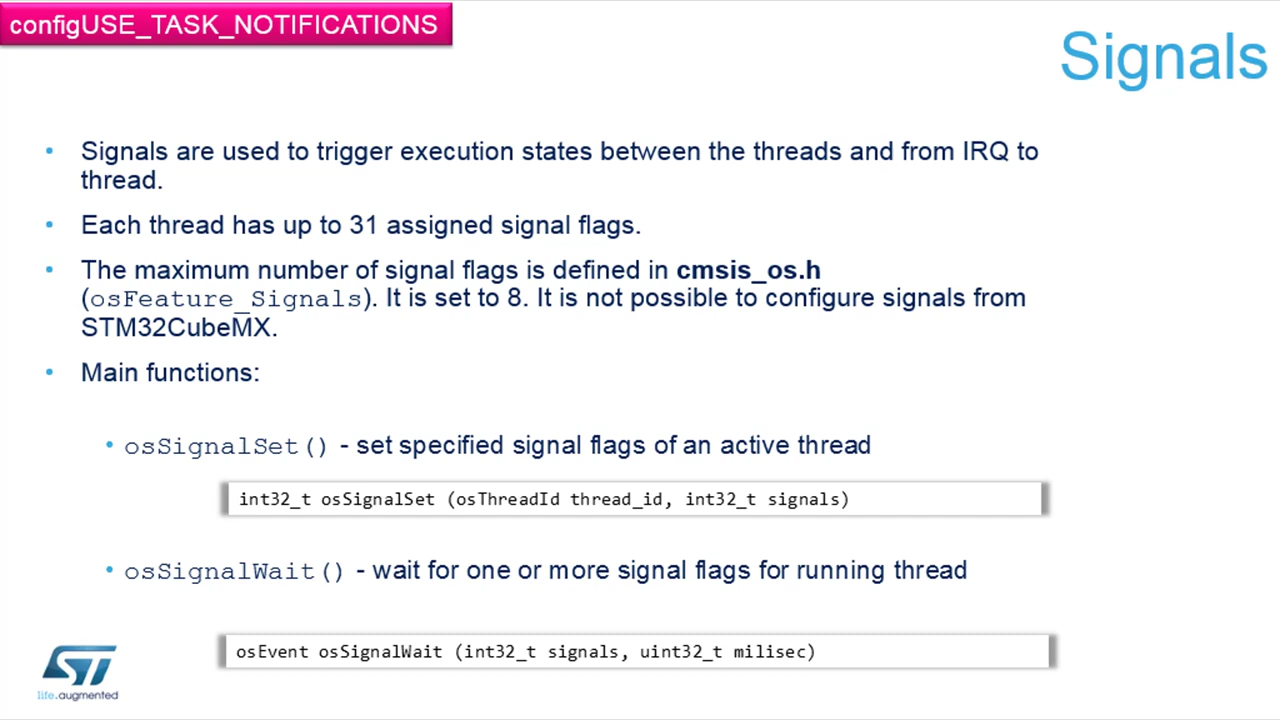 configUSE_TASK_NOTIFICATIONS
Signals
• Signals are used to trigger execution states between the threads and from IRQ to
thread.
• Each thread has up to 31 assigned signal flags.
• The maximum number of signal flags is defined in cmsis_os.h
(osFeature_Signals). It is set to 8. It is not possible to configure signals from
STM32CubeMX.
• Main functions:
• osSignalSet() - set specified signal flags of an active thread
int32_t osSignalSet (osThreadId thread_id, int32_t signals)
• osSignalWait() - wait for one or more signal flags for running thread
osEvent osSignalWait (int32_t signals, uint32_t milisec)
ST
life.augmented